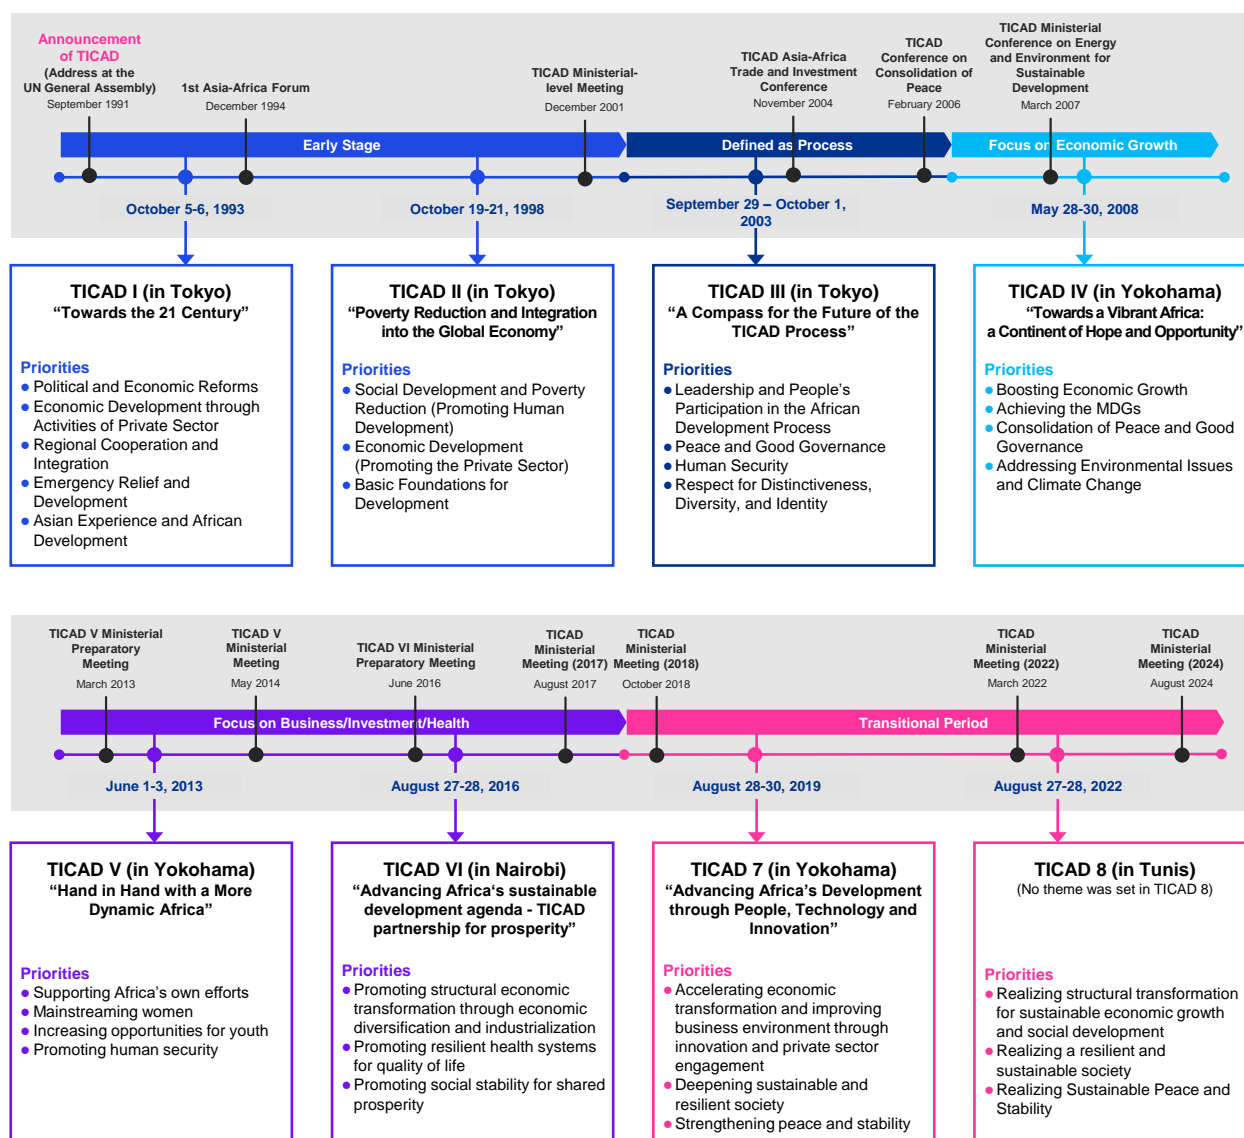 Announcement
of TICAD
(Address at the
UN General Assembly)
September 1991
1st Asia-Africa Forum
December 1994
TICAD Ministerial-
level Meeting
December 2001
TICAD Asia-Africa
Trade and Investment
Conference
November 2004
TICAD
Conference on
Consolidation of
Peace
February 2006
TICAD Ministerial
Conference on Energy
and Environment for
Sustainable
Development
March 2007
Early Stage
Defined as Process
Focus on Economic Growth
October 5-6, 1993
October 19-21, 1998
September 29 – October 1,
2003
May 28-30, 2008
TICAD I (in Tokyo)
“Towards the 21 Century”
Priorities
● Political and Economic Reforms
● Economic Development through
Activities of Private Sector
● Regional Cooperation and
Integration
● Emergency Relief and
Development
● Asian Experience and African
Development
TICAD II (in Tokyo)
“Poverty Reduction and Integration
into the Global Economy”
Priorities
● Social Development and Poverty
Reduction (Promoting Human
Development)
● Economic Development
(Promoting the Private Sector)
● Basic Foundations for
Development
TICAD III (in Tokyo)
“A Compass for the Future of the
TICAD Process”
Priorities
● Leadership and People’s
Participation in the African
Development Process
● Peace and Good Governance
● Human Security
● Respect for Distinctiveness,
Diversity, and Identity
TICAD IV (in Yokohama)
“Towards a Vibrant Africa:
a Continent of Hope and Opportunity”
Priorities
● Boosting Economic Growth
● Achieving the MDGs
● Consolidation of Peace and Good
Governance
● Addressing Environmental Issues
and Climate Change
TICAD V Ministerial
Preparatory
Meeting
March 2013
TICAD V
Ministerial
Meeting
May 2014
TICAD VI Ministerial
Preparatory Meeting
June 2016
TICAD
Ministerial
Meeting (2017)
August 2017
TICAD
Ministerial
Meeting (2018)
October 2018
TICAD
Ministerial
Meeting (2022)
March 2022
TICAD
Ministerial
Meeting (2024)
August 2024
Focus on Business/Investment/Health
Transitional Period
June 1-3, 2013
August 27-28, 2016
August 28-30, 2019
August 27-28, 2022
TICAD V (in Yokohama)
“Hand in Hand with a More
Dynamic Africa”
Priorities
● Supporting Africa’s own efforts
● Mainstreaming women
● Increasing opportunities for youth
● Promoting human security
TICAD VI (in Nairobi)
“Advancing Africa‘s sustainable
development agenda - TICAD
partnership for prosperity”
Priorities
● Promoting structural economic
transformation through economic
diversification and industrialization
● Promoting resilient health systems
for quality of life
● Promoting social stability for shared
prosperity
TICAD 7 (in Yokohama)
“Advancing Africa’s Development
through People, Technology and
Innovation”
Priorities
● Accelerating economic
transformation and improving
business environment through
innovation and private sector
engagement
● Deepening sustainable and
resilient society
● Strengthening peace and stability
TICAD 8 (in Tunis)
(No theme was set in TICAD 8)
Priorities
● Realizing structural transformation
for sustainable economic growth
and social development
● Realizing a resilient and
sustainable society
● Realizing Sustainable Peace and
Stability